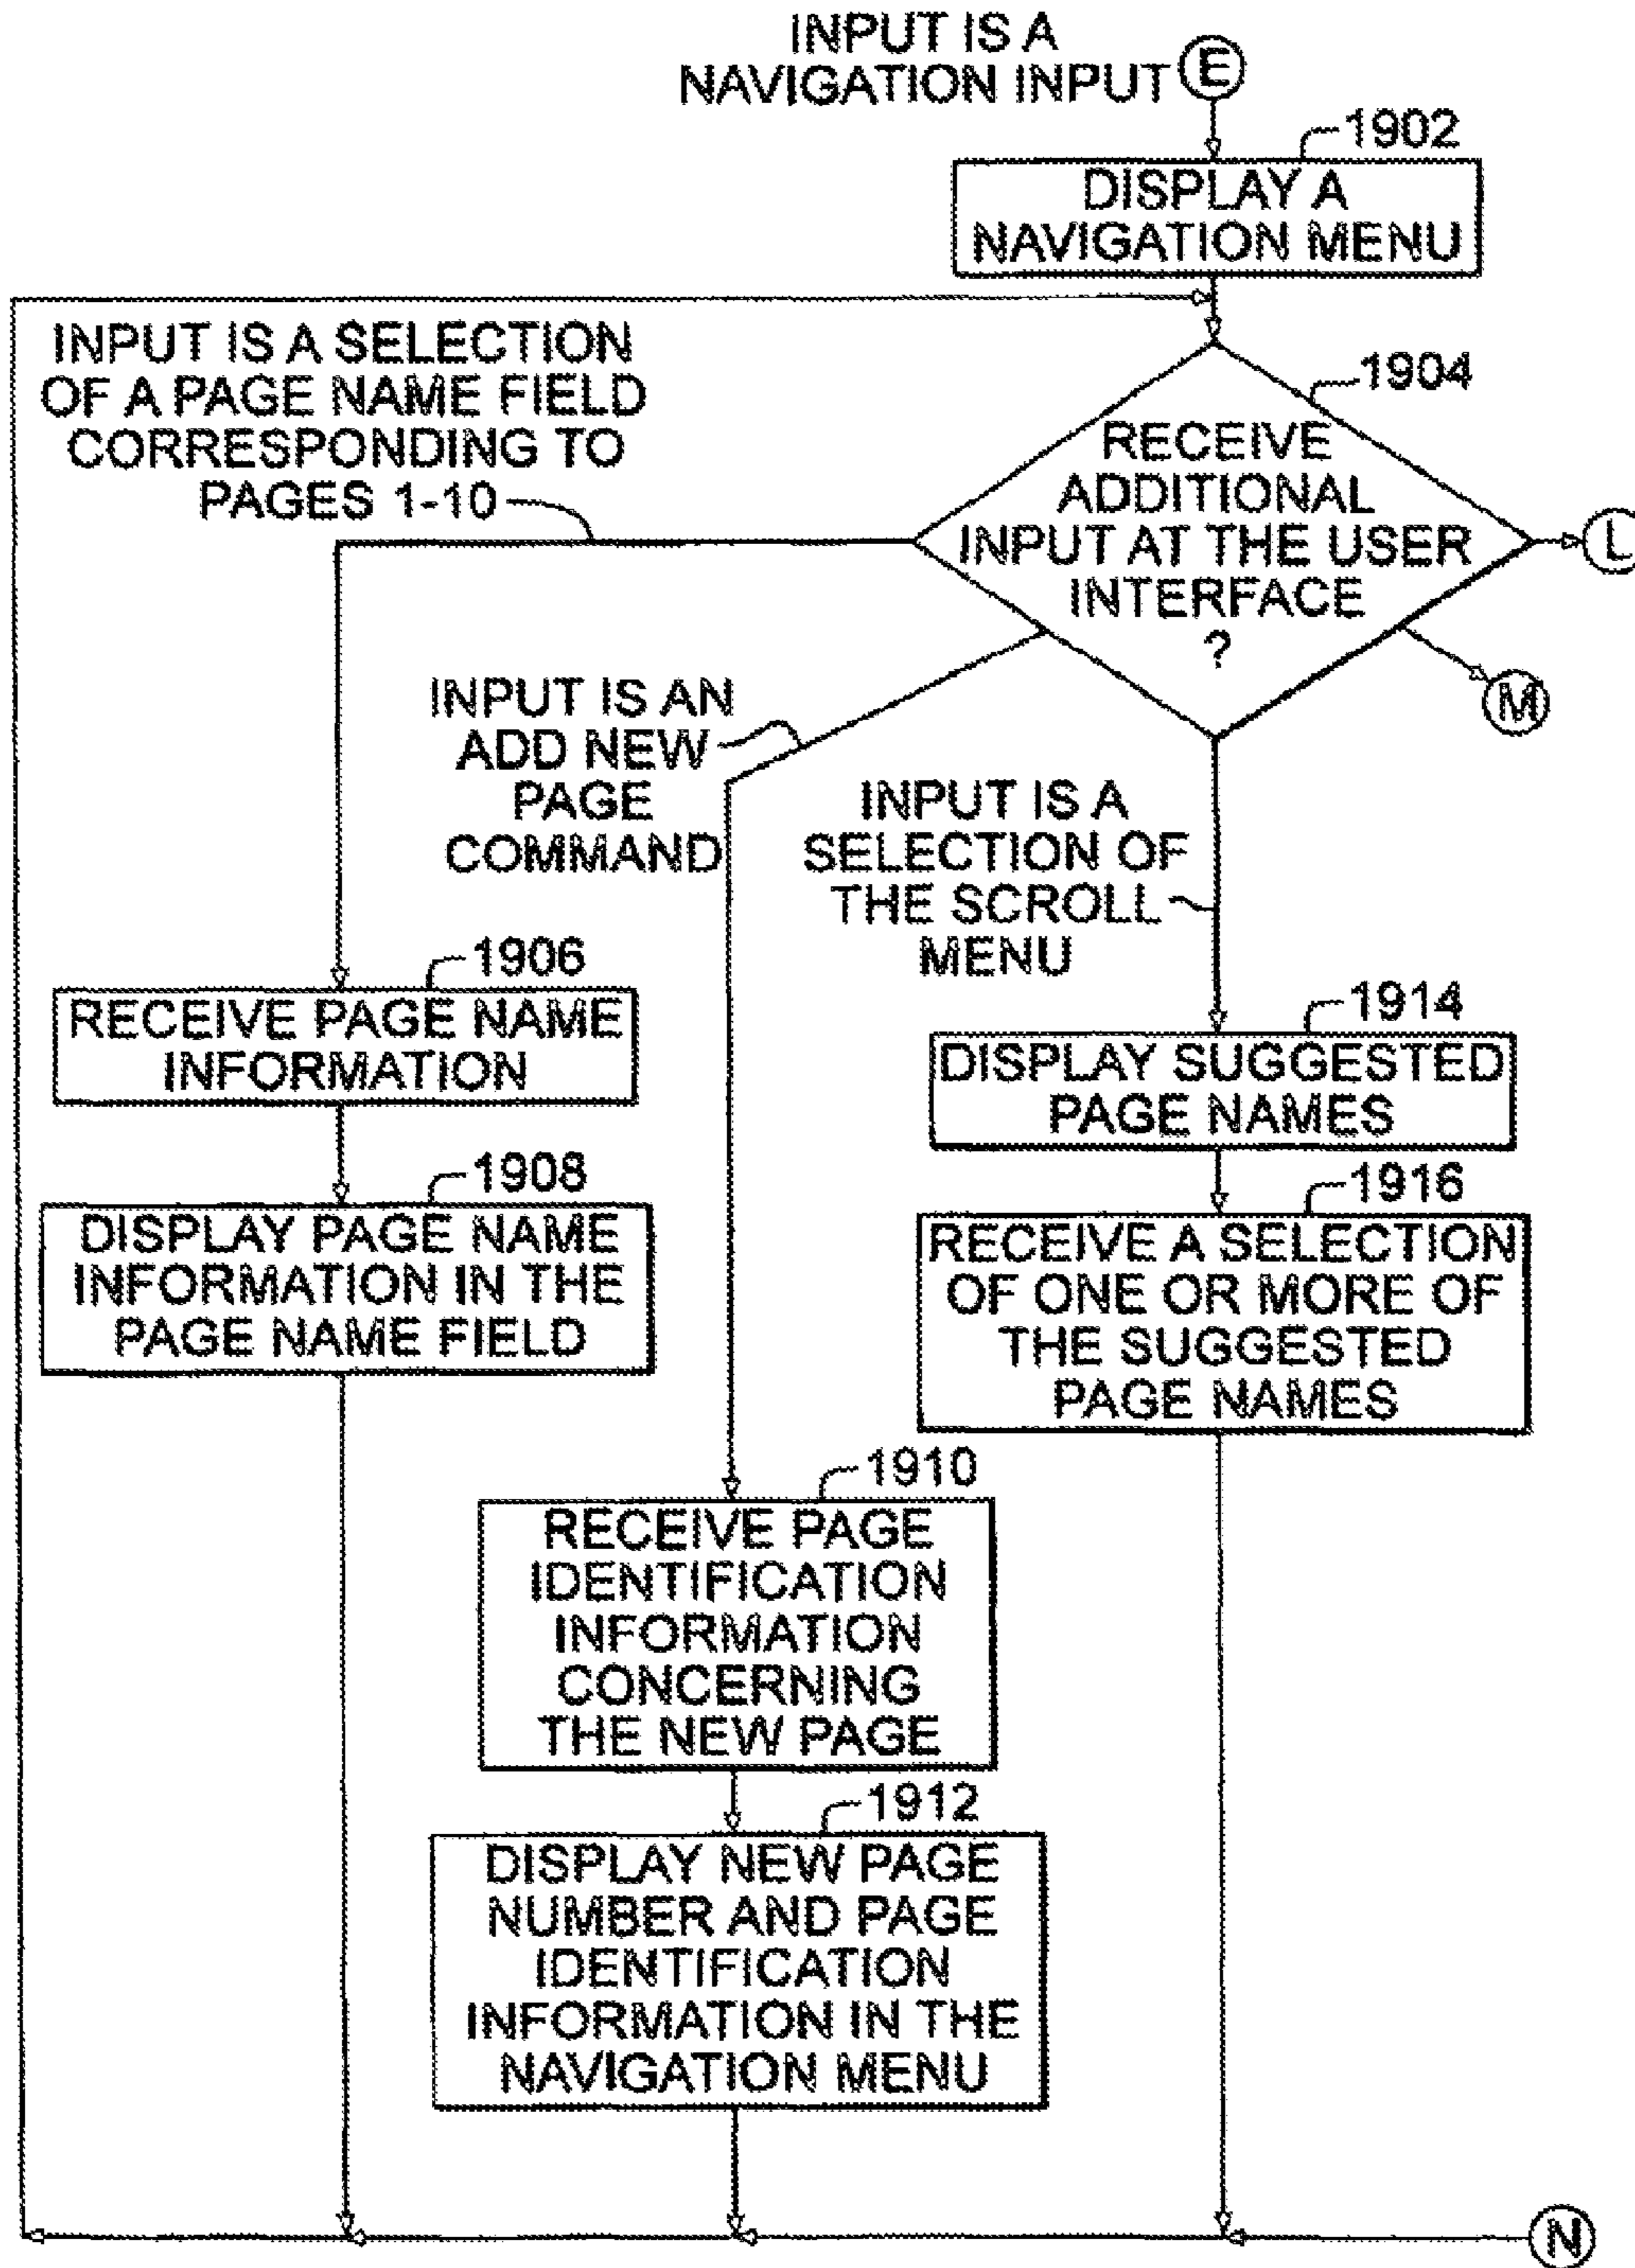 INPUT IS A
NAVIGATION INPUT
E
1902
DISPLAY A
NAVIGATION MENU
INPUT IS A SELECTION
OF A PAGE NAME FIELD
CORRESPONDING TO
PAGES 1-10
1904
RECEIVE
ADDITIONAL
INPUT AT THE USER
INTERFACE
?
L
M
INPUT IS AN
ADD NEW
PAGE
COMMAND
INPUT IS A
SELECTION OF
THE SCROLL
MENU
1906
RECEIVE PAGE NAME
INFORMATION
1908
DISPLAY PAGE NAME
INFORMATION IN THE
PAGE NAME FIELD
1914
DISPLAY SUGGESTED
PAGE NAMES
1916
RECEIVE A SELECTION
OF ONE OR MORE OF
THE SUGGESTED
PAGE NAMES
1910
RECEIVE PAGE
IDENTIFICATION
INFORMATION
CONCERNING
THE NEW PAGE
1912
DISPLAY NEW PAGE
NUMBER AND PAGE
IDENTIFICATION
INFORMATION IN THE
NAVIGATION MENU
N